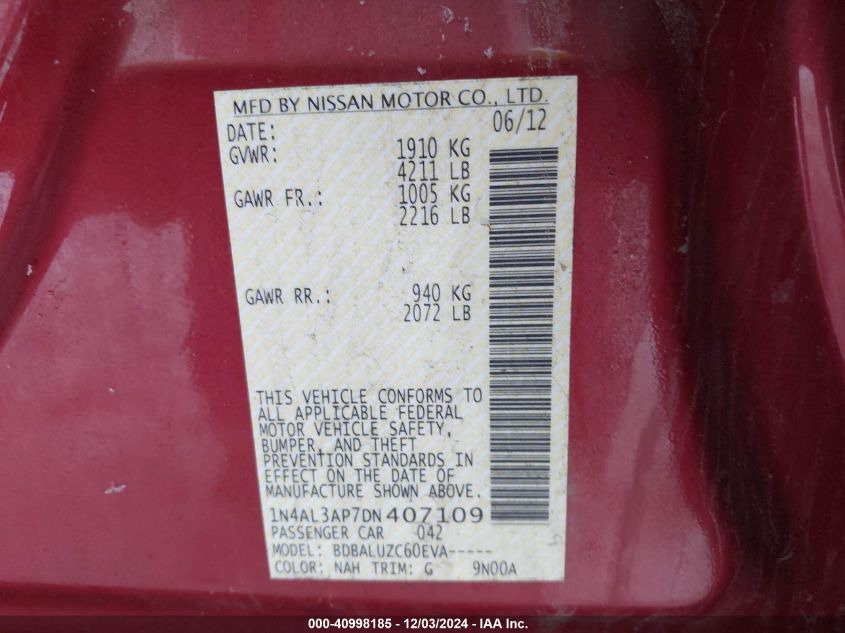 MFD BY NISSAN MOTOR CO., LTD.
DATE: 06/12
GVWR: 1910 KG
4211 LB
GAWR FR.: 1005 KG
2216 LB
GAWR RR.: 940 KG
2072 LB
THIS VEHICLE CONFORMS TO
ALL APPLICABLE FEDERAL
MOTOR VEHICLE SAFETY,
BUMPER, AND THEFT
PREVENTION STANDARDS IN
EFFECT ON THE DATE OF
MANUFACTURE SHOWN ABOVE.
1N4AL3AP7DN 407109
PASSENGER CAR 042
MODEL: BDBALUZC60EVA-----
COLOR: NAH TRIM: G 9N00A
000-40998185 - 12/03/2024 - IAA Inc.